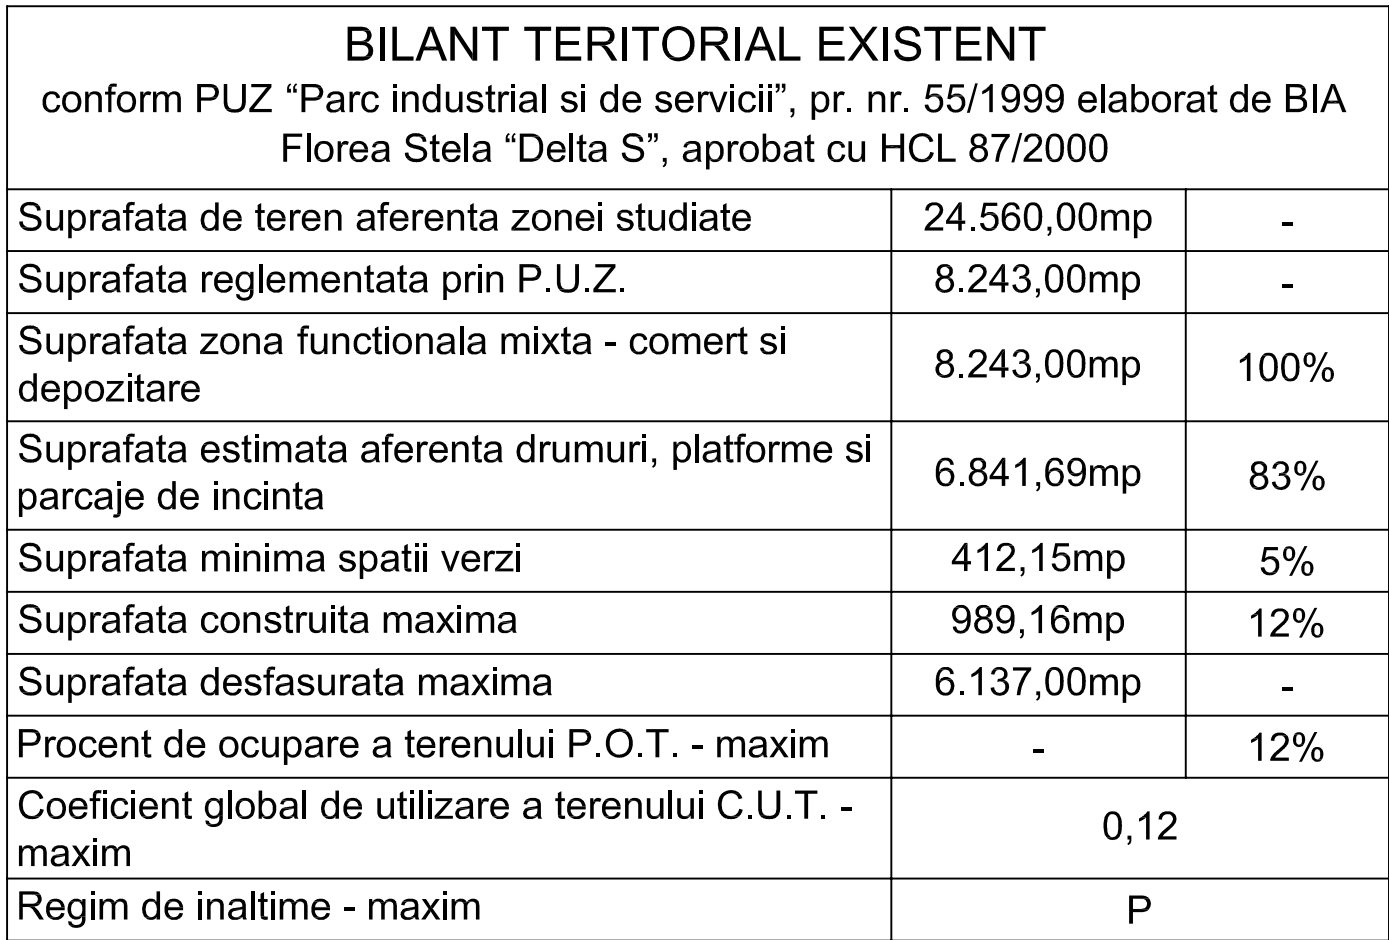 BILANT TERITORIAL EXISTENT
conform PUZ “Parc industrial si de servicii”, pr. nr. 55/1999 elaborat de BIA
Florea Stela “Delta S”, aprobat cu HCL 87/2000
Suprafata de teren aferenta zonei studiate 24.560,00mp -
Suprafata reglementata prin P.U.Z. 8.243,00mp -
Suprafata zona functionala mixta - comert si
depozitare 8.243,00mp 100%
Suprafata estimata aferenta drumuri, platforme si
parcaje de incinta 6.841,69mp 83%
Suprafata minima spatii verzi 412,15mp 5%
Suprafata construita maxima 989,16mp 12%
Suprafata desfasurata maxima 6.137,00mp -
Procent de ocupare a terenului P.O.T. - maxim - 12%
Coeficient global de utilizare a terenului C.U.T. -
maxim 0,12
Regim de inaltime - maxim P